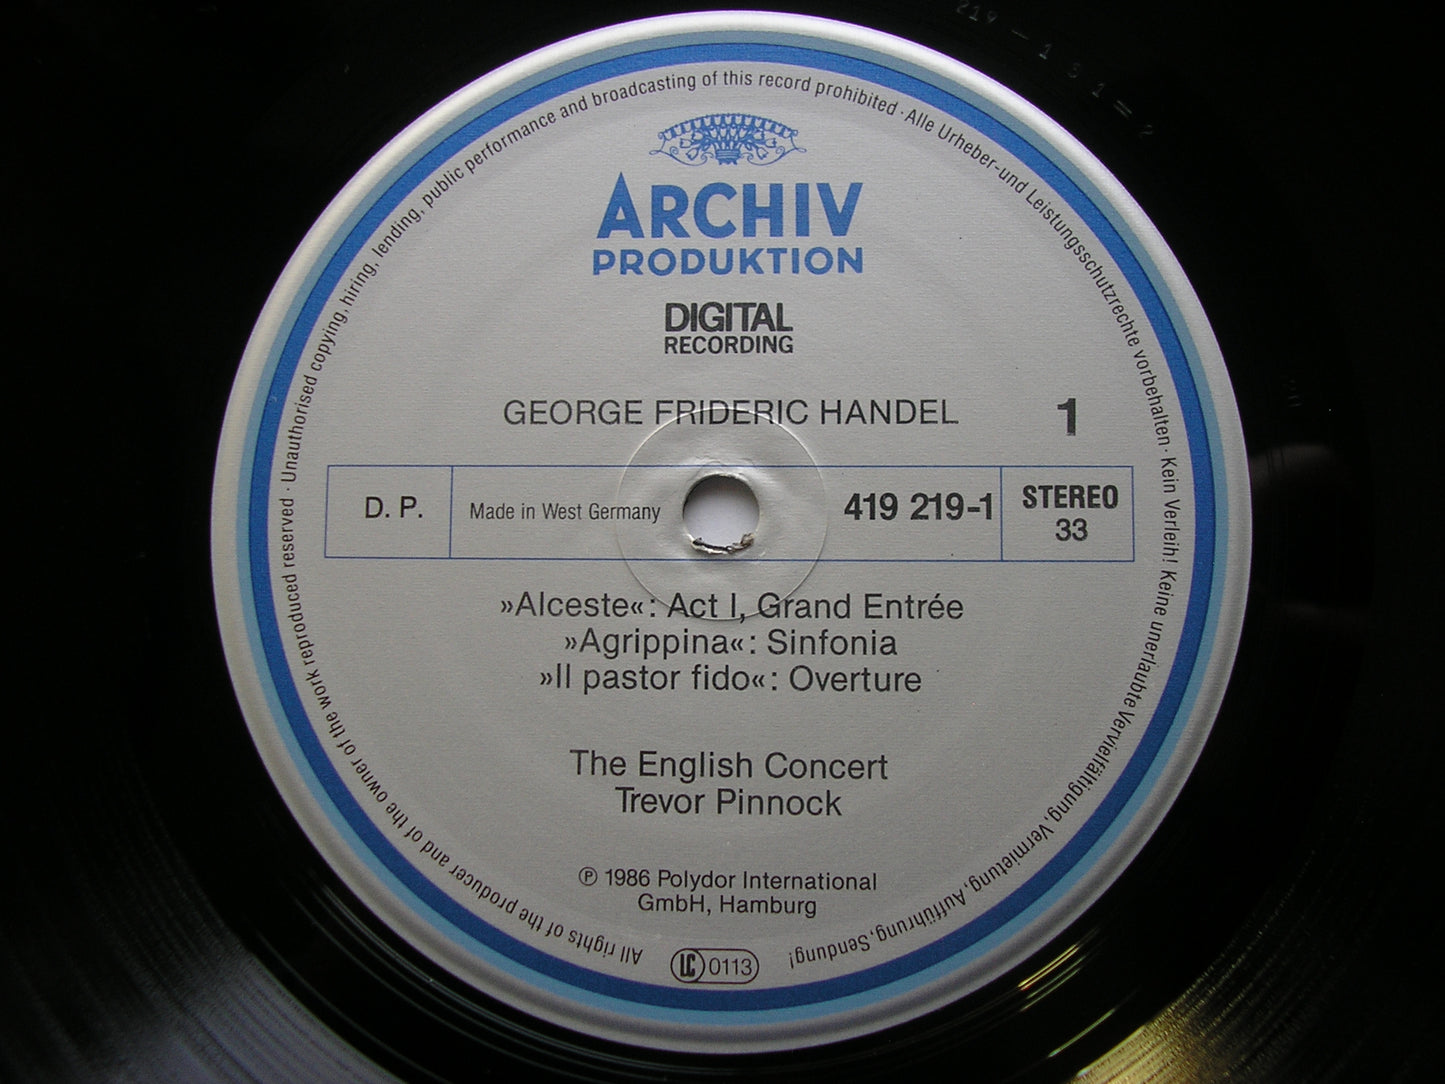 ARCHIV
PRODUKTION
DIGITAL
RECORDING
GEORGE FRIDERIC HANDEL
1
D. P.
Made in West Germany
419 219-1
STEREO
33
»Alceste«: Act I, Grand Entrée
»Agrippina«: Sinfonia
»Il pastor fido«: Overture
The English Concert
Trevor Pinnock
℗ 1986 Polydor International
GmbH, Hamburg
LC 0113
All rights of the producer and of the owner of the work reproduced reserved · Unauthorised copying, hiring, lending, public performance and broadcasting of this record prohibited · Alle Urheber-und Leistungsschutzrechte vorbehalten · Kein Verleih! Keine unerlaubte Vervielfältigung, Vermietung, Aufführung, Sendung!